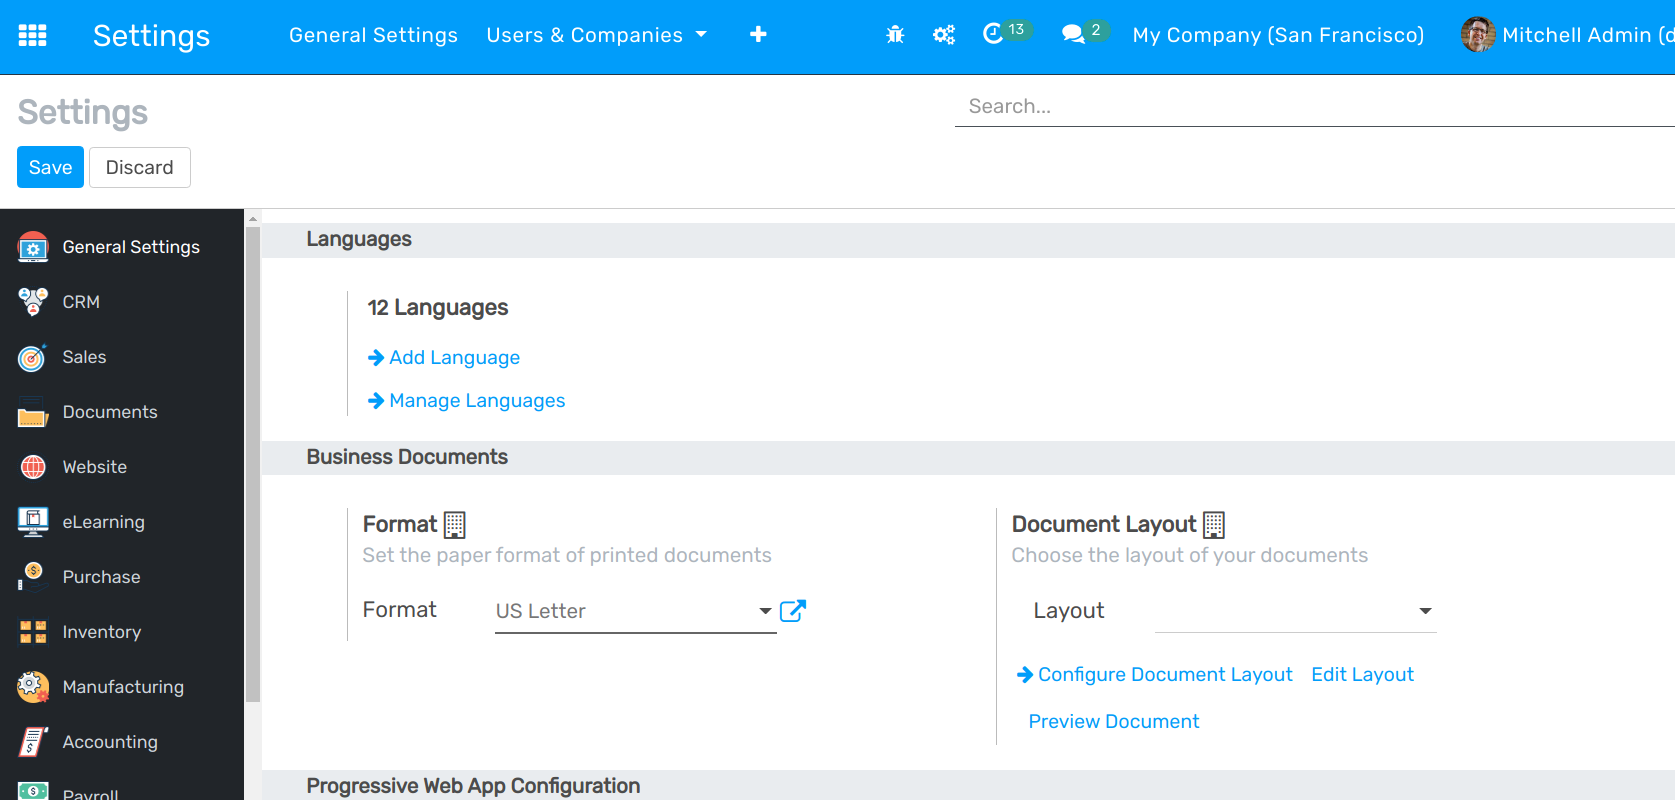 Settings General Settings Users & Companies 13 2 My Company (San Francisco) Mitchell Admin (d
Settings
Search...
Save Discard
General Settings
CRM
Sales
Documents
Website
eLearning
Purchase
Inventory
Manufacturing
Accounting
Payroll
Languages
12 Languages
Add Language
Manage Languages
Business Documents
Format
Set the paper format of printed documents
Format US Letter
Document Layout
Choose the layout of your documents
Layout
Configure Document Layout Edit Layout
Preview Document
Progressive Web App Configuration